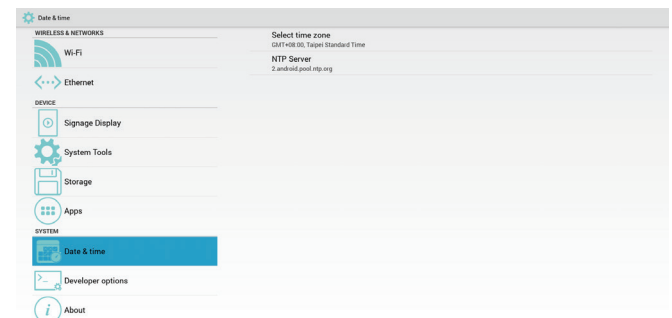 Date & time
WIRELESS & NETWORKS
Wi-Fi
Ethernet
DEVICE
Signage Display
System Tools
Storage
Apps
SYSTEM
Date & time
Developer options
About
Select time zone
GMT+08:00, Taipei Standard Time
NTP Server
2.android.pool.ntp.org